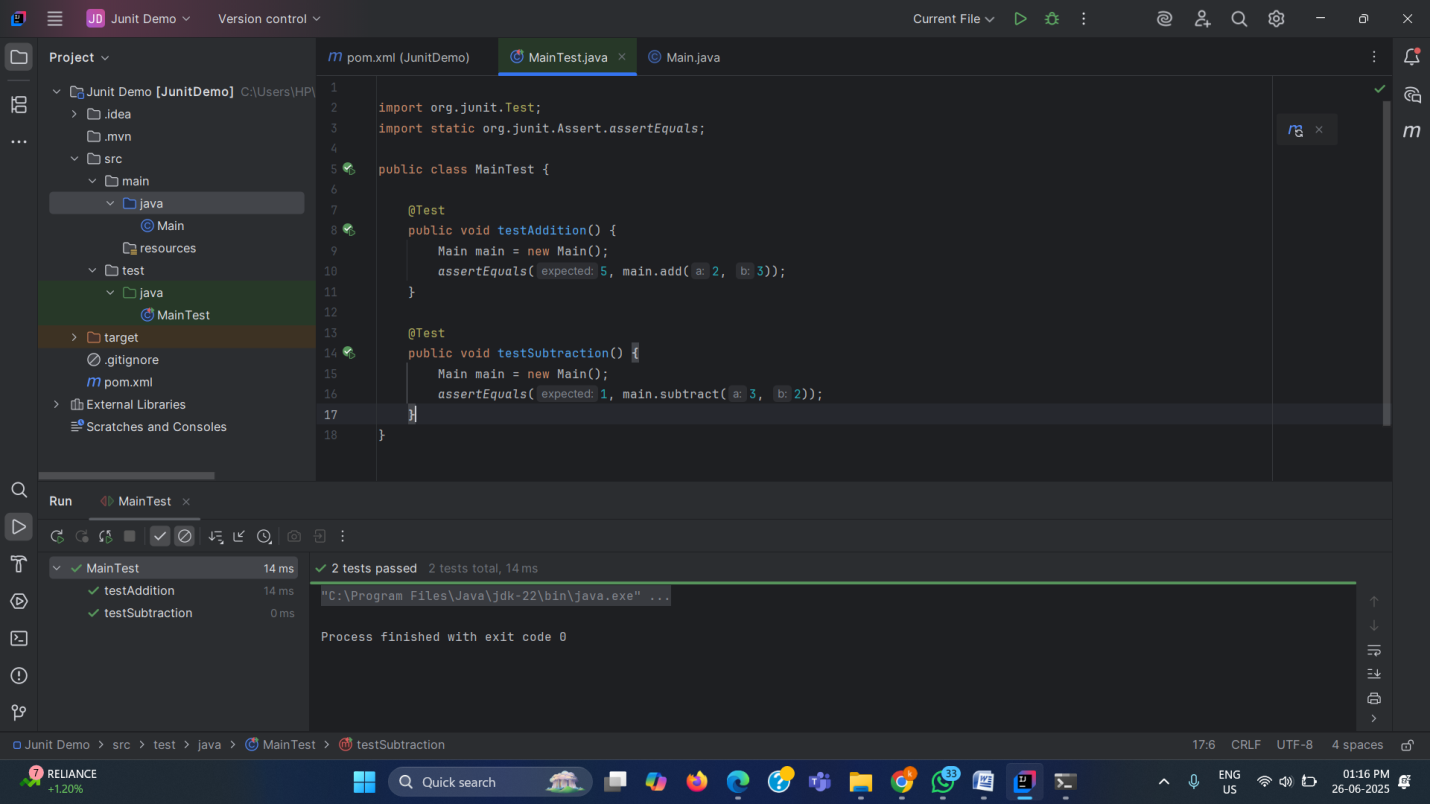 JD Junit Demo Version control Current File
Project
pom.xml (JunitDemo) MainTest.java Main.java
Junit Demo [JunitDemo] C:\Users\HP\
.idea
.mvn
src
main
java
Main
resources
test
java
MainTest
target
.gitignore
pom.xml
External Libraries
Scratches and Consoles
1
2 import org.junit.Test;
3 import static org.junit.Assert.assertEquals;
4
5 public class MainTest {
6
7 @Test
8 public void testAddition() {
9 Main main = new Main();
10 assertEquals( expected: 5, main.add( a: 2, b: 3));
11 }
12
13 @Test
14 public void testSubtraction() {
15 Main main = new Main();
16 assertEquals( expected: 1, main.subtract( a: 3, b: 2));
17 }
18 }
Run MainTest
MainTest 14 ms
testAddition 14 ms
testSubtraction 0 ms
2 tests passed 2 tests total, 14 ms
"C:\Program Files\Java\jdk-22\bin\java.exe" ...
Process finished with exit code 0
Junit Demo > src > test > java > MainTest > testSubtraction 17:6 CRLF UTF-8 4 spaces
7 RELIANCE
+1.20%
Quick search
33
ENG
US
01:16 PM
26-06-2025